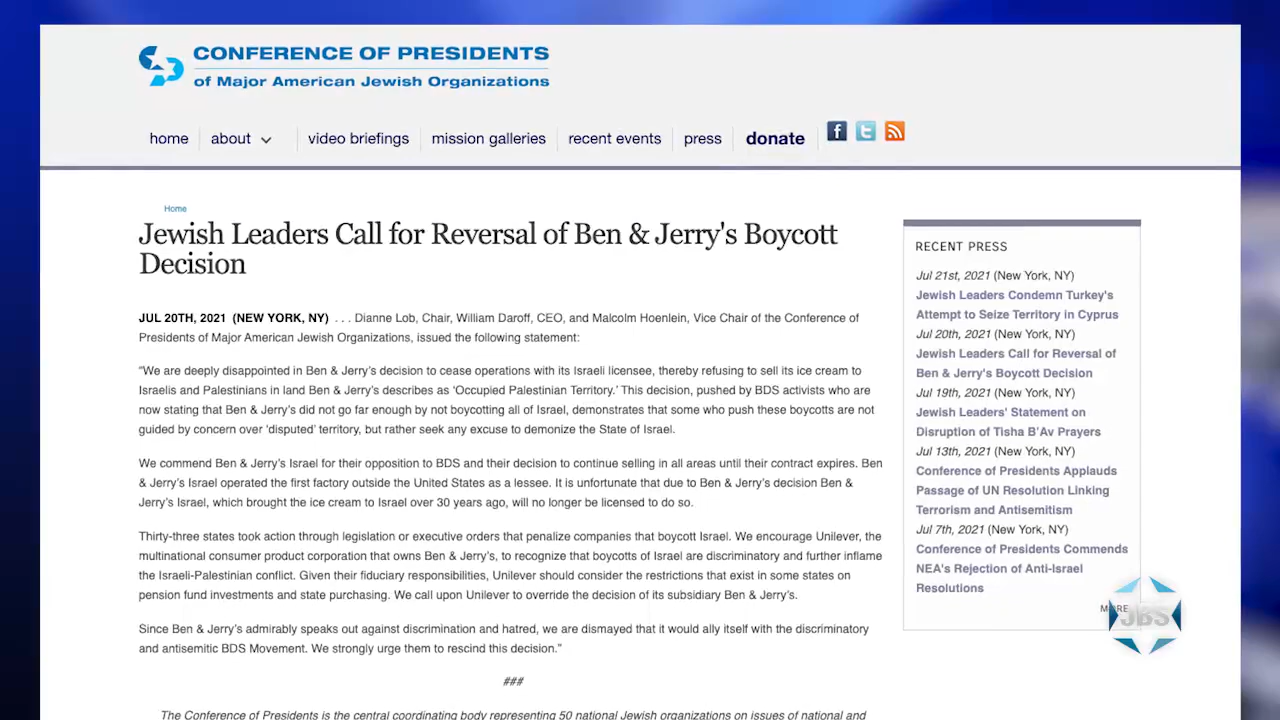 CONFERENCE OF PRESIDENTS
of Major American Jewish Organizations
home
about
video briefings
mission galleries
recent events
press
donate
Home
Jewish Leaders Call for Reversal of Ben & Jerry's Boycott
Decision
JUL 20TH, 2021 (NEW YORK, NY) . . . Dianne Lob, Chair, William Daroff, CEO, and Malcolm Hoenlein, Vice Chair of the Conference of
Presidents of Major American Jewish Organizations, issued the following statement:
“We are deeply disappointed in Ben & Jerry’s decision to cease operations with its Israeli licensee, thereby refusing to sell its ice cream to
Israelis and Palestinians in land Ben & Jerry’s describes as ‘Occupied Palestinian Territory.’ This decision, pushed by BDS activists who are
now stating that Ben & Jerry’s did not go far enough by not boycotting all of Israel, demonstrates that some who push these boycotts are not
guided by concern over ‘disputed’ territory, but rather seek any excuse to demonize the State of Israel.
We commend Ben & Jerry’s Israel for their opposition to BDS and their decision to continue selling in all areas until their contract expires. Ben
& Jerry’s Israel operated the first factory outside the United States as a lessee. It is unfortunate that due to Ben & Jerry’s decision Ben &
Jerry’s Israel, which brought the ice cream to Israel over 30 years ago, will no longer be licensed to do so.
Thirty-three states took action through legislation or executive orders that penalize companies that boycott Israel. We encourage Unilever, the
multinational consumer product corporation that owns Ben & Jerry’s, to recognize that boycotts of Israel are discriminatory and further inflame
the Israeli-Palestinian conflict. Given their fiduciary responsibilities, Unilever should consider the restrictions that exist in some states on
pension fund investments and state purchasing. We call upon Unilever to override the decision of its subsidiary Ben & Jerry’s.
Since Ben & Jerry’s admirably speaks out against discrimination and hatred, we are dismayed that it would ally itself with the discriminatory
and antisemitic BDS Movement. We strongly urge them to rescind this decision.”
###
The Conference of Presidents is the central coordinating body representing 50 national Jewish organizations on issues of national and
RECENT PRESS
Jul 21st, 2021 (New York, NY)
Jewish Leaders Condemn Turkey's
Attempt to Seize Territory in Cyprus
Jul 20th, 2021 (New York, NY)
Jewish Leaders Call for Reversal of
Ben & Jerry's Boycott Decision
Jul 19th, 2021 (New York, NY)
Jewish Leaders' Statement on
Disruption of Tisha B'Av Prayers
Jul 13th, 2021 (New York, NY)
Conference of Presidents Applauds
Passage of UN Resolution Linking
Terrorism and Antisemitism
Jul 7th, 2021 (New York, NY)
Conference of Presidents Commends
NEA's Rejection of Anti-Israel
Resolutions
MORE
JBS